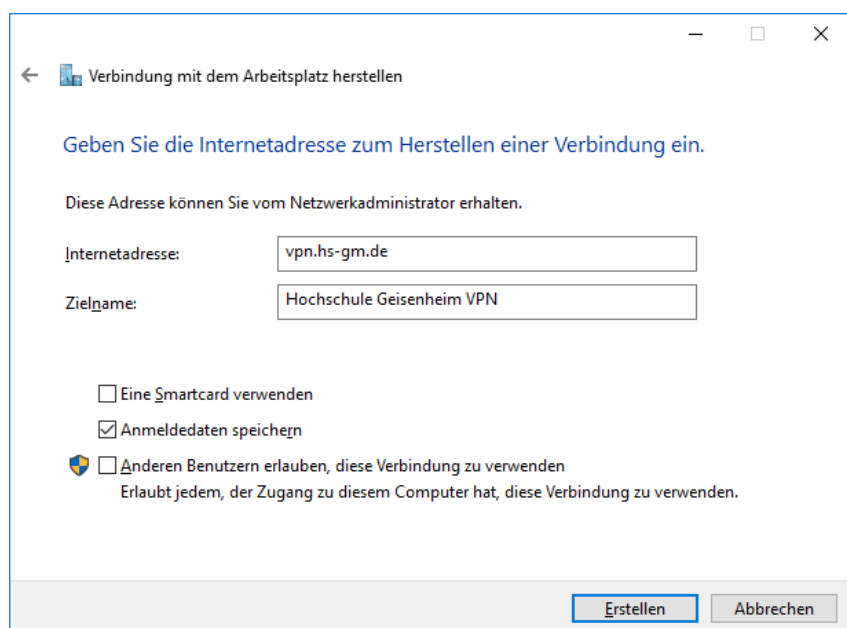 Verbindung mit dem Arbeitsplatz herstellen
Geben Sie die Internetadresse zum Herstellen einer Verbindung ein.
Diese Adresse können Sie vom Netzwerkadministrator erhalten.
Internetadresse: vpn.hs-gm.de
Zielname: Hochschule Geisenheim VPN
Eine Smartcard verwenden
Anmeldedaten speichern
Anderen Benutzern erlauben, diese Verbindung zu verwenden
Erlaubt jedem, der Zugang zu diesem Computer hat, diese Verbindung zu verwenden.
Erstellen Abbrechen